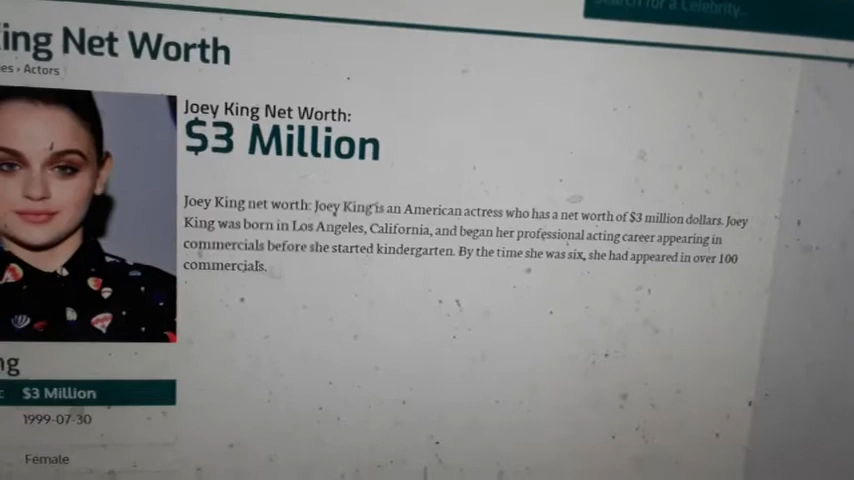 ing Net Worth
es › Actors
Joey King Net Worth:
$3 Million
Joey King net worth: Joey King is an American actress who has a net worth of $3 million dollars. Joey
King was born in Los Angeles, California, and began her professional acting career appearing in
commercials before she started kindergarten. By the time she was six, she had appeared in over 100
commercials.
for a Celebrity...
ng
$3 Million
1999-07-30
Female